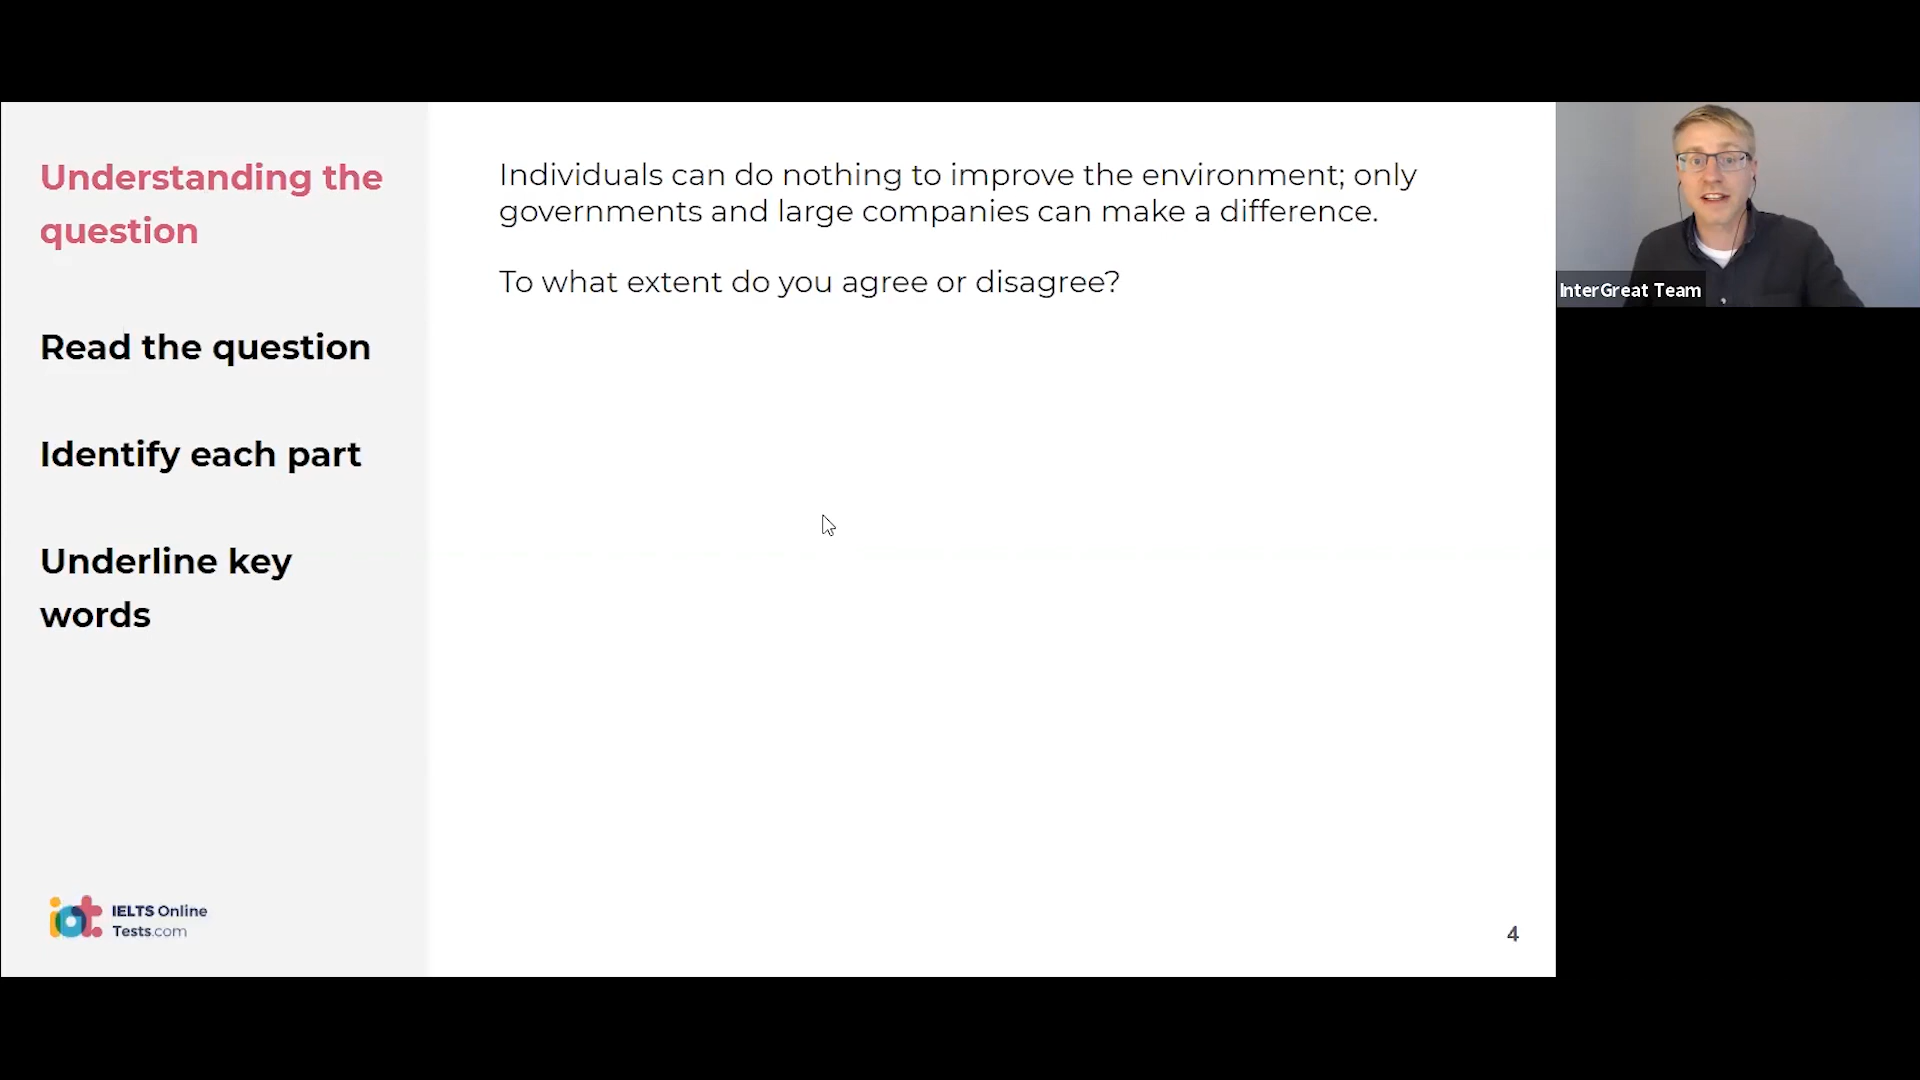 Understanding the
question
Read the question
Identify each part
Underline key
words
Individuals can do nothing to improve the environment; only
governments and large companies can make a difference.
To what extent do you agree or disagree?
InterGreat Team
iot IELTS Online
Tests.com
4